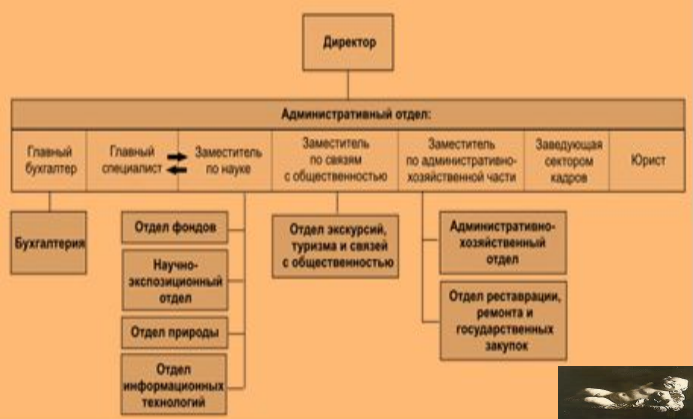 Директор
Административный отдел:
Главный
бухгалтер
Главный
специалист
Заместитель
по науке
Заместитель
по связям
с общественностью
Заместитель
по административно-
хозяйственной части
Заведующая
сектором
кадров
Юрист
Бухгалтерия
Отдел фондов
Научно-
экспозиционный
отдел
Отдел природы
Отдел
информационных
технологий
Отдел экскурсий,
туризма и связей
с общественностью
Административно-
хозяйственный
отдел
Отдел реставрации,
ремонта и
государственных
закупок